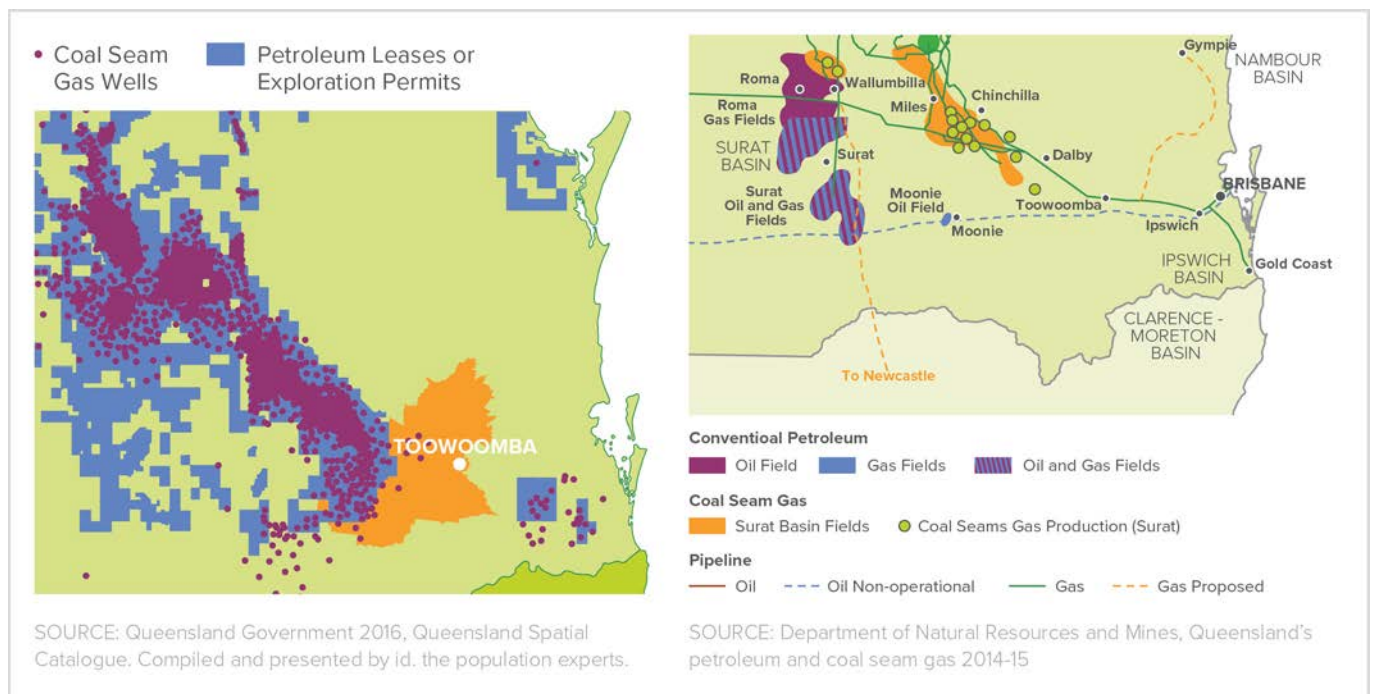 Coal Seam
Gas Wells
Petroleum Leases or
Exploration Permits
TOOWOOMBA
SOURCE: Queensland Government 2016, Queensland Spatial
Catalogue. Compiled and presented by id. the population experts.
Gympie
NAMBOUR
BASIN
Roma
Wallumbilla
Roma
Gas Fields
Miles
Chinchilla
SURAT
BASIN
Surat
Dalby
Surat
Oil and Gas
Fields
Moonie
Oil Field
Moonie
Toowoomba
BRISBANE
Ipswich
IPSWICH
BASIN
Gold Coast
CLARENCE -
MORETON
BASIN
To Newcastle
Conventioal Petroleum
Oil Field
Gas Fields
Oil and Gas Fields
Coal Seam Gas
Surat Basin Fields
Coal Seams Gas Production (Surat)
Pipeline
Oil
Oil Non-operational
Gas
Gas Proposed
SOURCE: Department of Natural Resources and Mines, Queensland's
petroleum and coal seam gas 2014-15